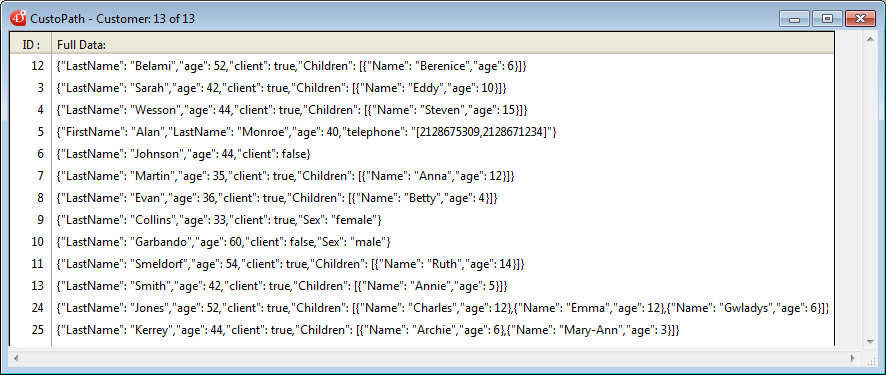 CustoPath - Customer: 13 of 13
ID : Full Data:
12 {"LastName": "Belami","age": 52,"client": true,"Children": [{"Name": "Berenice","age": 6}]}
3 {"LastName": "Sarah","age": 42,"client": true,"Children": [{"Name": "Eddy","age": 10}]}
4 {"LastName": "Wesson","age": 44,"client": true,"Children": [{"Name": "Steven","age": 15}]}
5 {"FirstName": "Alan","LastName": "Monroe","age": 40,"telephone": "[2128675309,2128671234]"}
6 {"LastName": "Johnson","age": 44,"client": false}
7 {"LastName": "Martin","age": 35,"client": true,"Children": [{"Name": "Anna","age": 12}]}
8 {"LastName": "Evan","age": 36,"client": true,"Children": [{"Name": "Betty","age": 4}]}
9 {"LastName": "Collins","age": 33,"client": true,"Sex": "female"}
10 {"LastName": "Garbando","age": 60,"client": false,"Sex": "male"}
11 {"LastName": "Smeldorf","age": 54,"client": true,"Children": [{"Name": "Ruth","age": 14}]}
13 {"LastName": "Smith","age": 42,"client": true,"Children": [{"Name": "Annie","age": 5}]}
24 {"LastName": "Jones","age": 52,"client": true,"Children": [{"Name": "Charles","age": 12},{"Name": "Emma","age": 12},{"Name": "Gwladys","age": 6}]}
25 {"LastName": "Kerrey","age": 44,"client": true,"Children": [{"Name": "Archie","age": 6},{"Name": "Mary-Ann","age": 3}]}